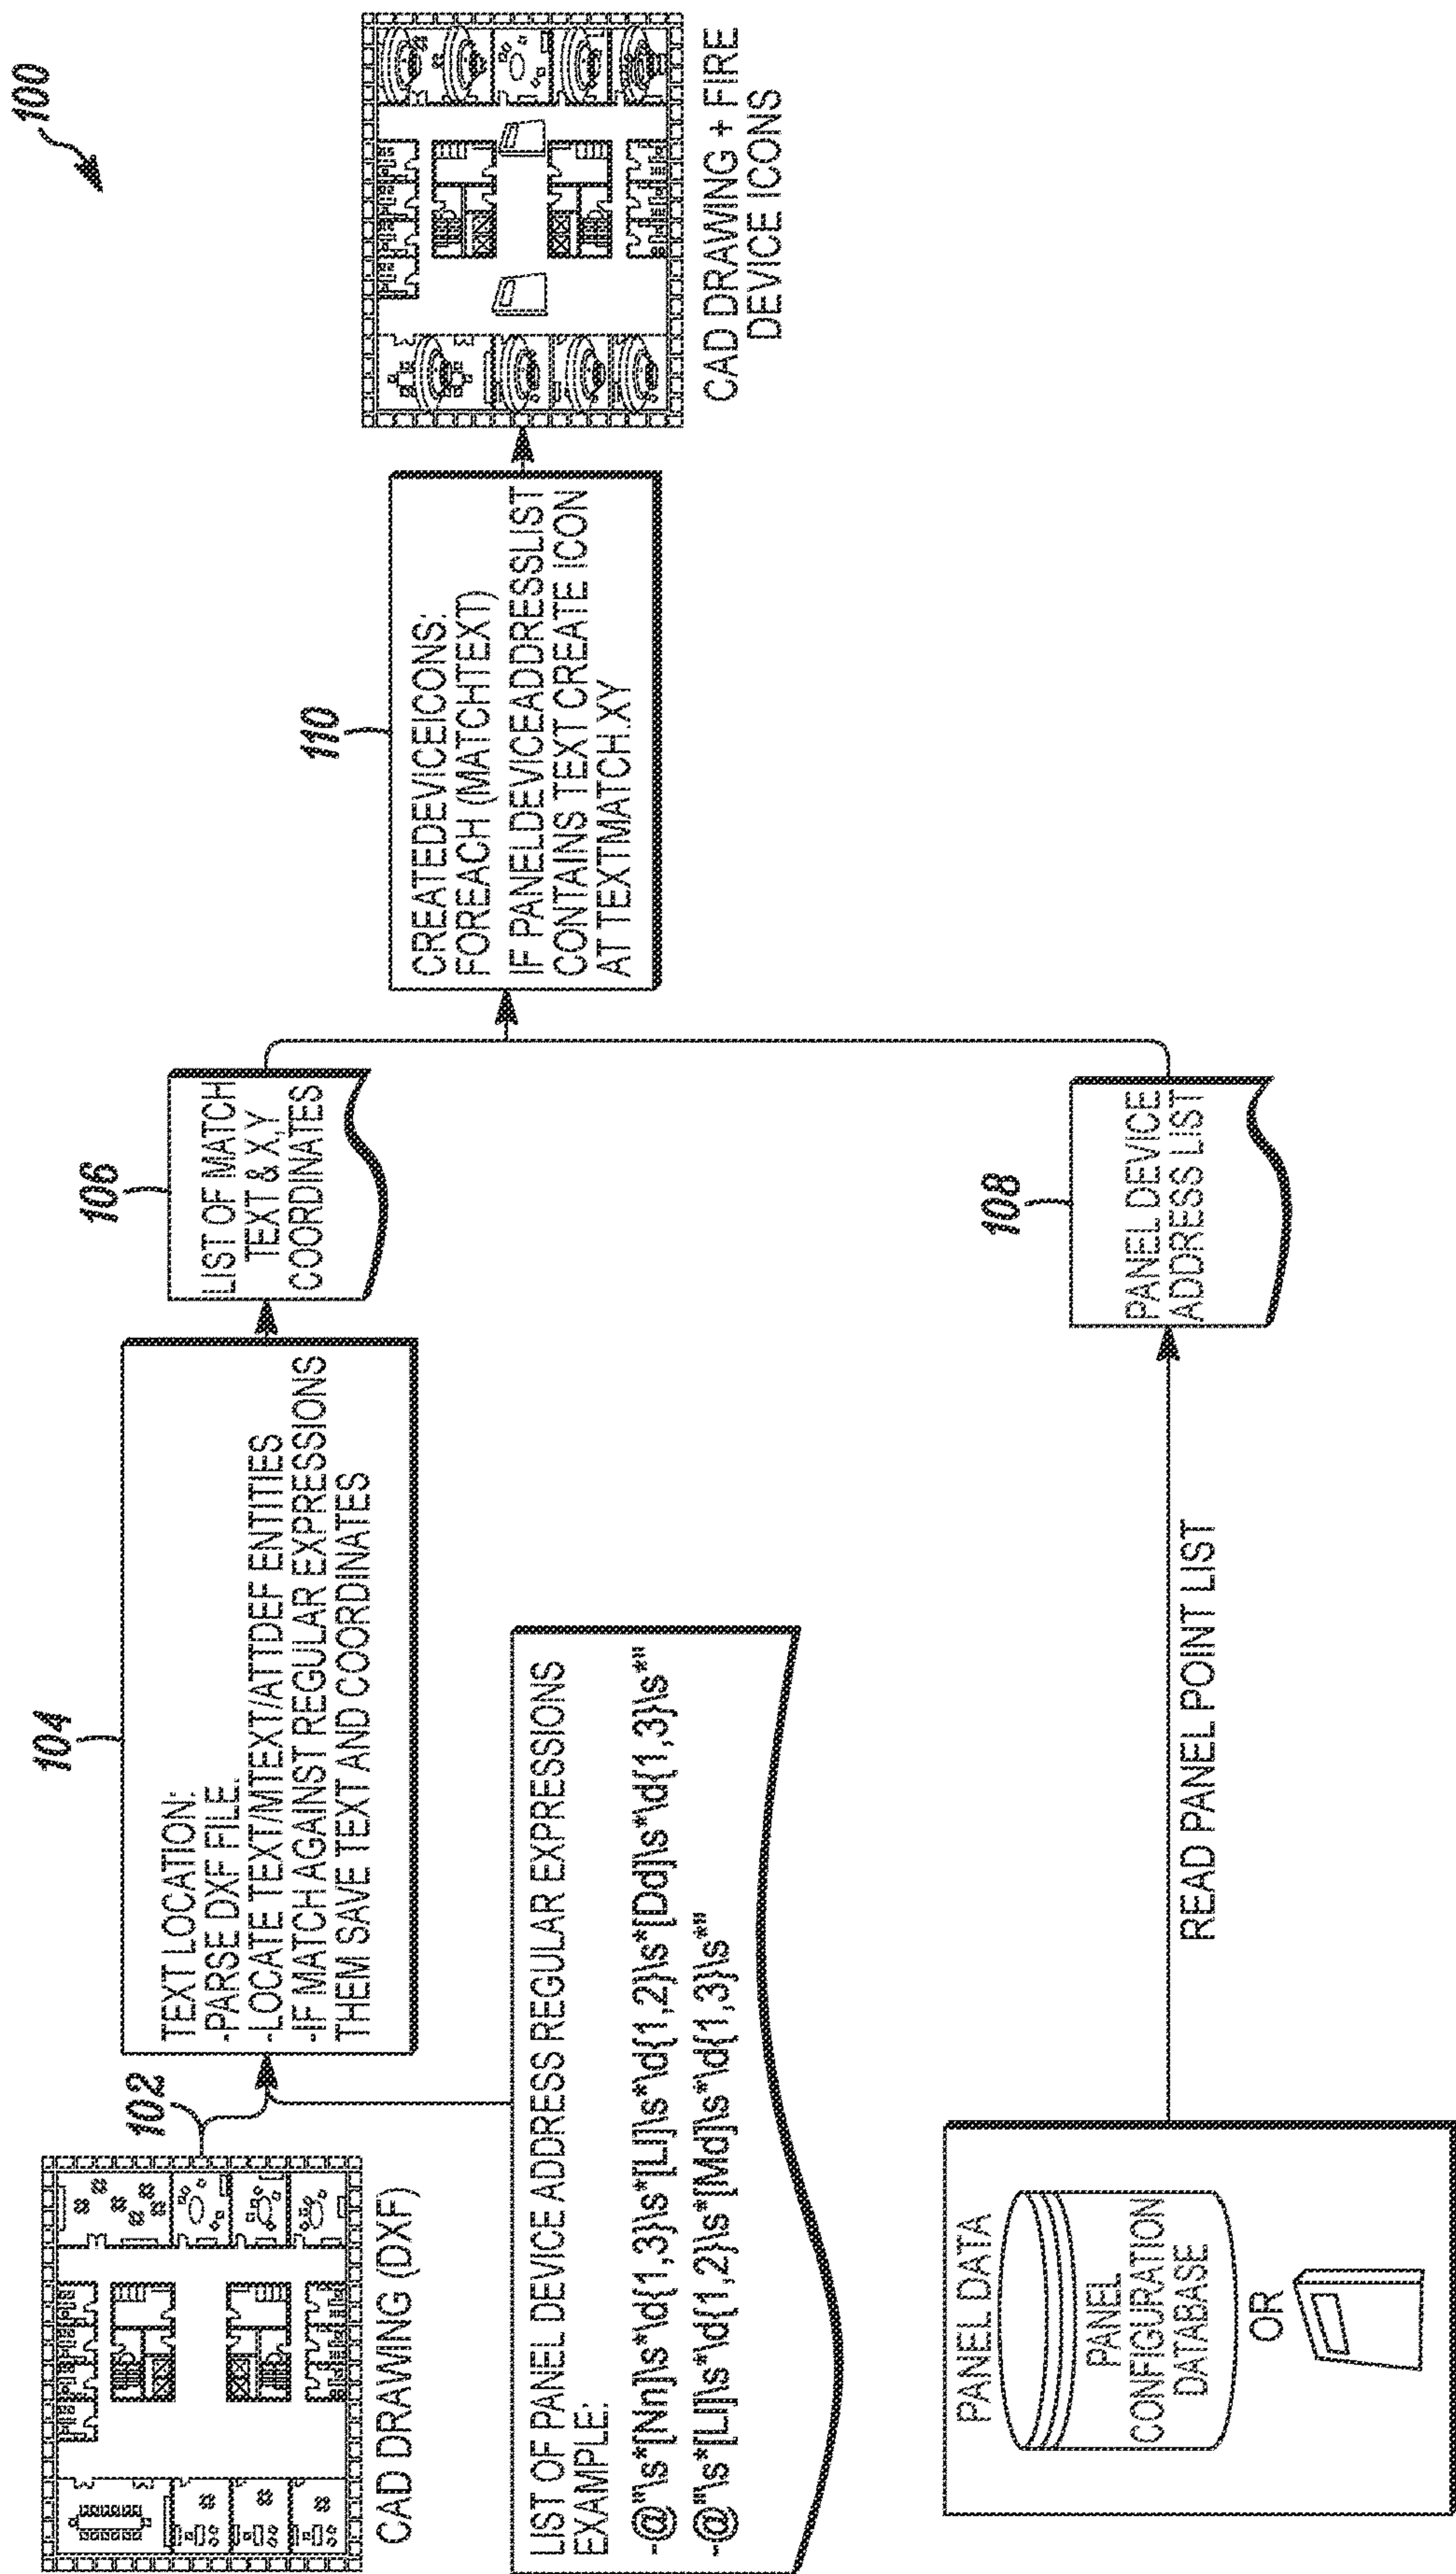 100
102
CAD DRAWING (DXF)
104
TEXT LOCATION:
-PARSE DXF FILE.
-LOCATE TEXT/MTEXT/ATTDEF ENTITIES
-IF MATCH AGAINST REGULAR EXPRESSIONS
THEM SAVE TEXT AND COORDINATES
LIST OF PANEL DEVICE ADDRESS REGULAR EXPRESSIONS
EXAMPLE:
-@"\s*[Nn]\s*\d{1,3}\s*[Ll]\s*\d{1,2}\s*[Dd]\s*\d{1,3}\s*"
-@"\s*[Ll]\s*\d{1,2}\s*[Md]\s*\d{1,3}\s*"
106
LIST OF MATCH
TEXT & X,Y
COORDINATES
PANEL DATA
PANEL
CONFIGURATION
DATABASE
OR
READ PANEL POINT LIST
108
PANEL DEVICE
ADDRESS LIST
110
CREATEDEVICEICONS:
FOREACH (MATCHTEXT)
IF PANELDEVICEADDRESSLIST
CONTAINS TEXT CREATE ICON
AT TEXTMATCH.XY
CAD DRAWING + FIRE
DEVICE ICONS